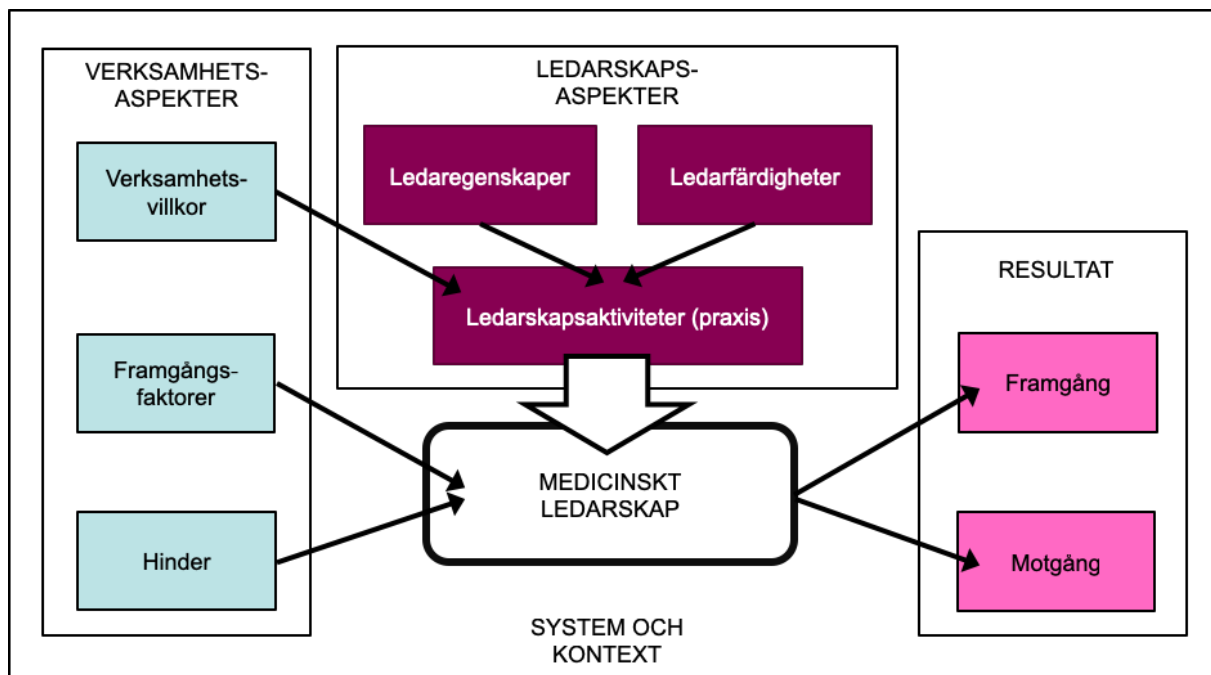 VERKSAMHETS-
ASPEKTER
Verksamhets-
villkor
Framgångs-
faktorer
Hinder
LEDARSKAPS-
ASPEKTER
Ledaregenskaper
Ledarfärdigheter
Ledarskapsaktiviteter (praxis)
MEDICINSKT
LEDARSKAP
RESULTAT
Framgång
Motgång
SYSTEM OCH
KONTEXT